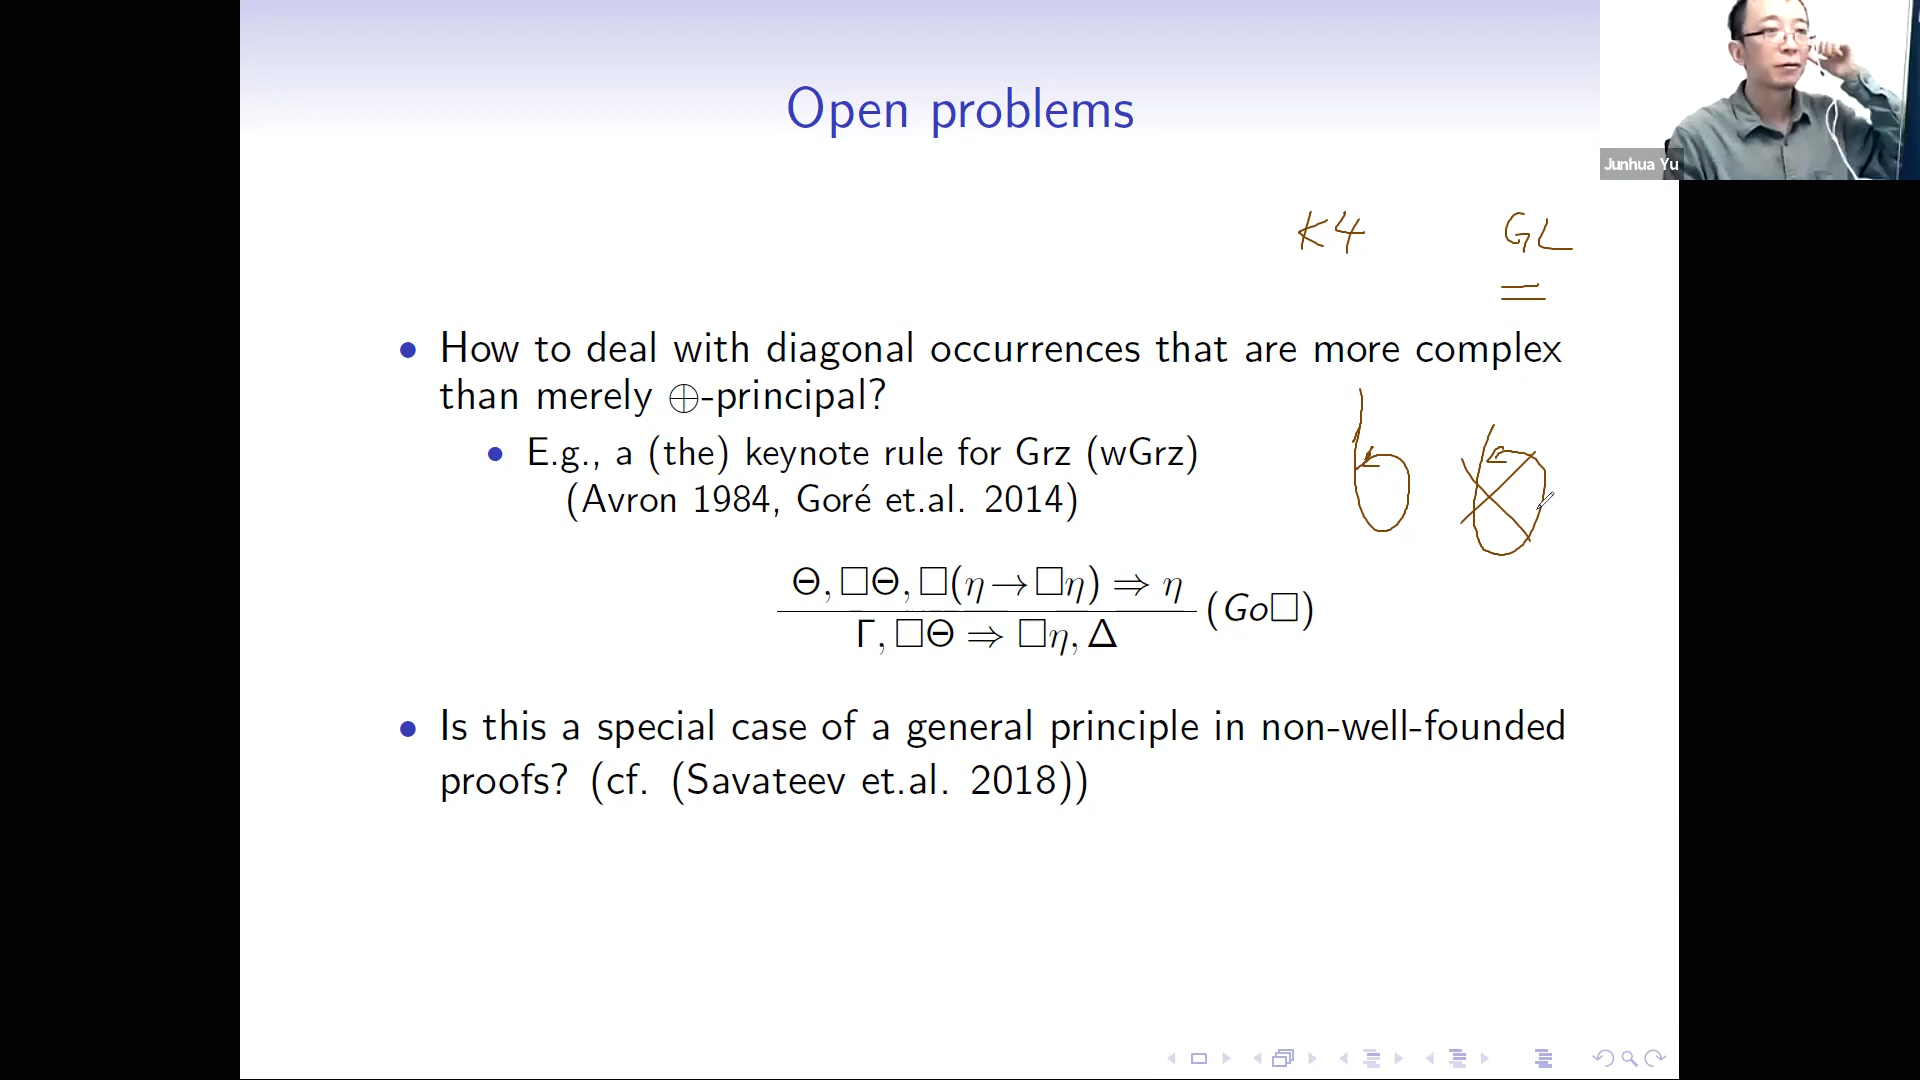 Open problems
Junhua Yu
K4 GL
• How to deal with diagonal occurrences that are more complex
than merely ⊕-principal?
• E.g., a (the) keynote rule for Grz (wGrz)
(Avron 1984, Goré et.al. 2014)
Θ, □Θ, □(η → □η) ⇒ η
Γ, □Θ ⇒ □η, Δ
(Go□)
• Is this a special case of a general principle in non-well-founded
proofs? (cf. (Savateev et.al. 2018))